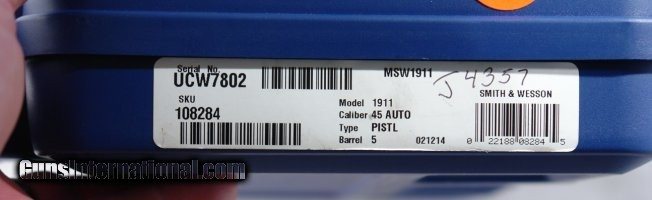 Serial No.
UCW7802
MSW1911
J4357
SKU
108284
SMITH & WESSON
Model 1911
Caliber 45 AUTO
Type PISTL
Barrel 5
021214
0 22188 08284 5
GunsInternational.com